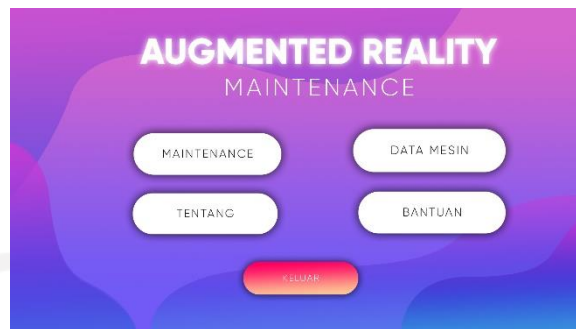 AUGMENTED REALITY
MAINTENANCE
MAINTENANCE
DATA MESIN
TENTANG
BANTUAN
KELUAR